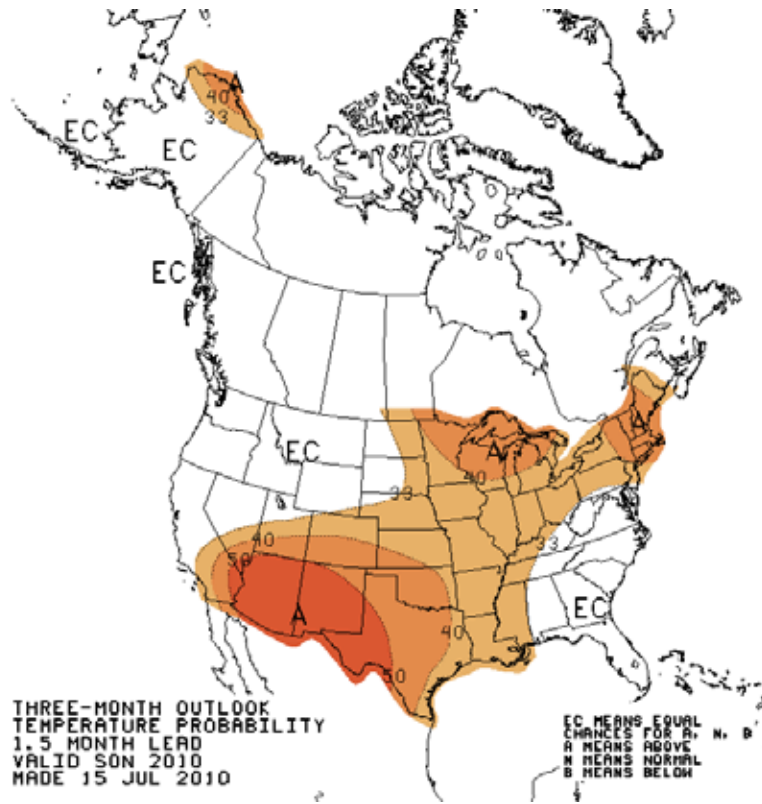 A
40
33
EC
EC
EC
A
A
EC
40
33
33
40
50
EC
A
40
50
THREE-MONTH OUTLOOK
TEMPERATURE PROBABILITY
1.5 MONTH LEAD
VALID SON 2010
MADE 15 JUL 2010
EC MEANS EQUAL
CHANCES FOR A, N, B
A MEANS ABOVE
N MEANS NORMAL
B MEANS BELOW